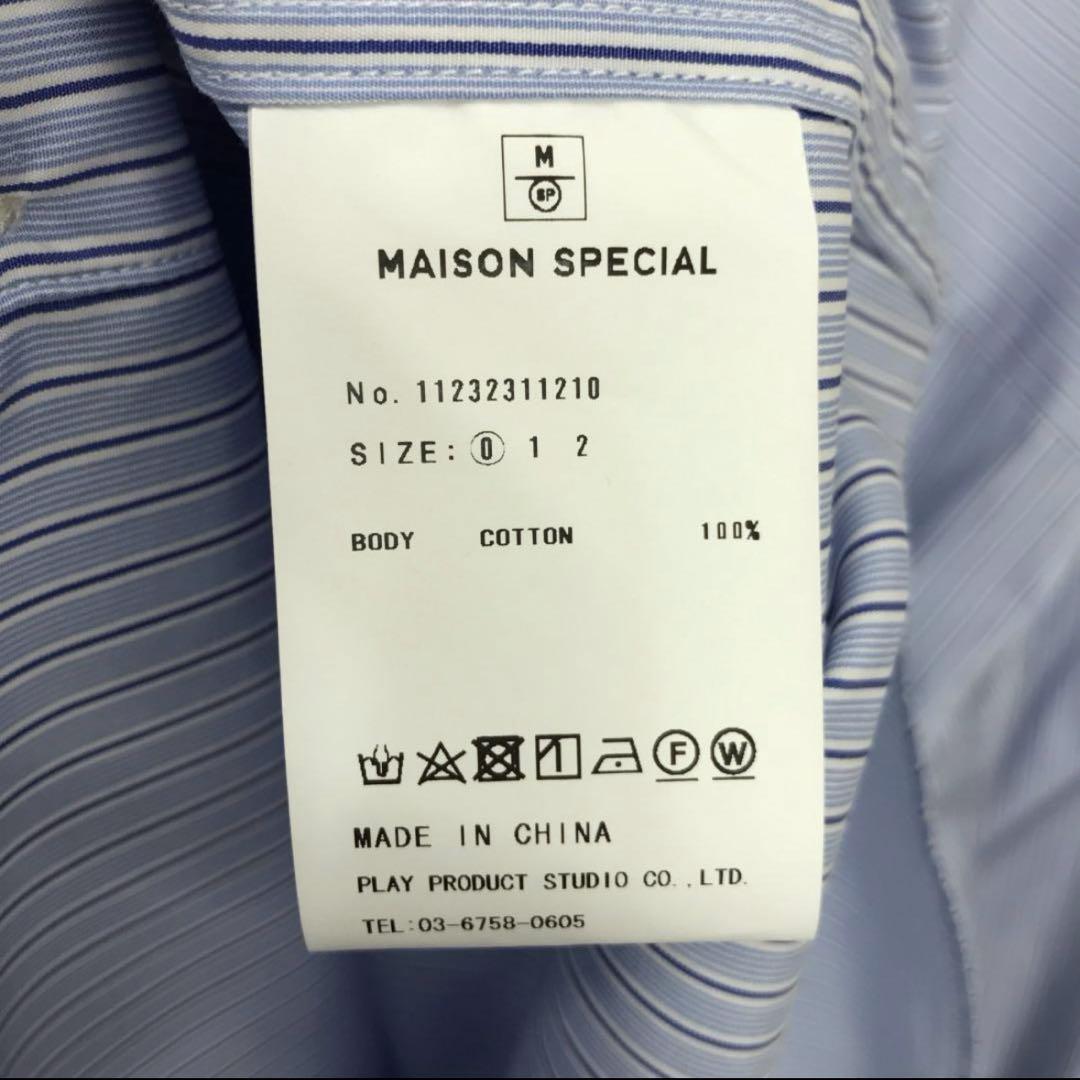 M
SP
MAISON SPECIAL
No. 11232311210
SIZE: 0 1 2
BODY COTTON 100%
F W
MADE IN CHINA
PLAY PRODUCT STUDIO CO.,LTD.
TEL:03-6758-0605